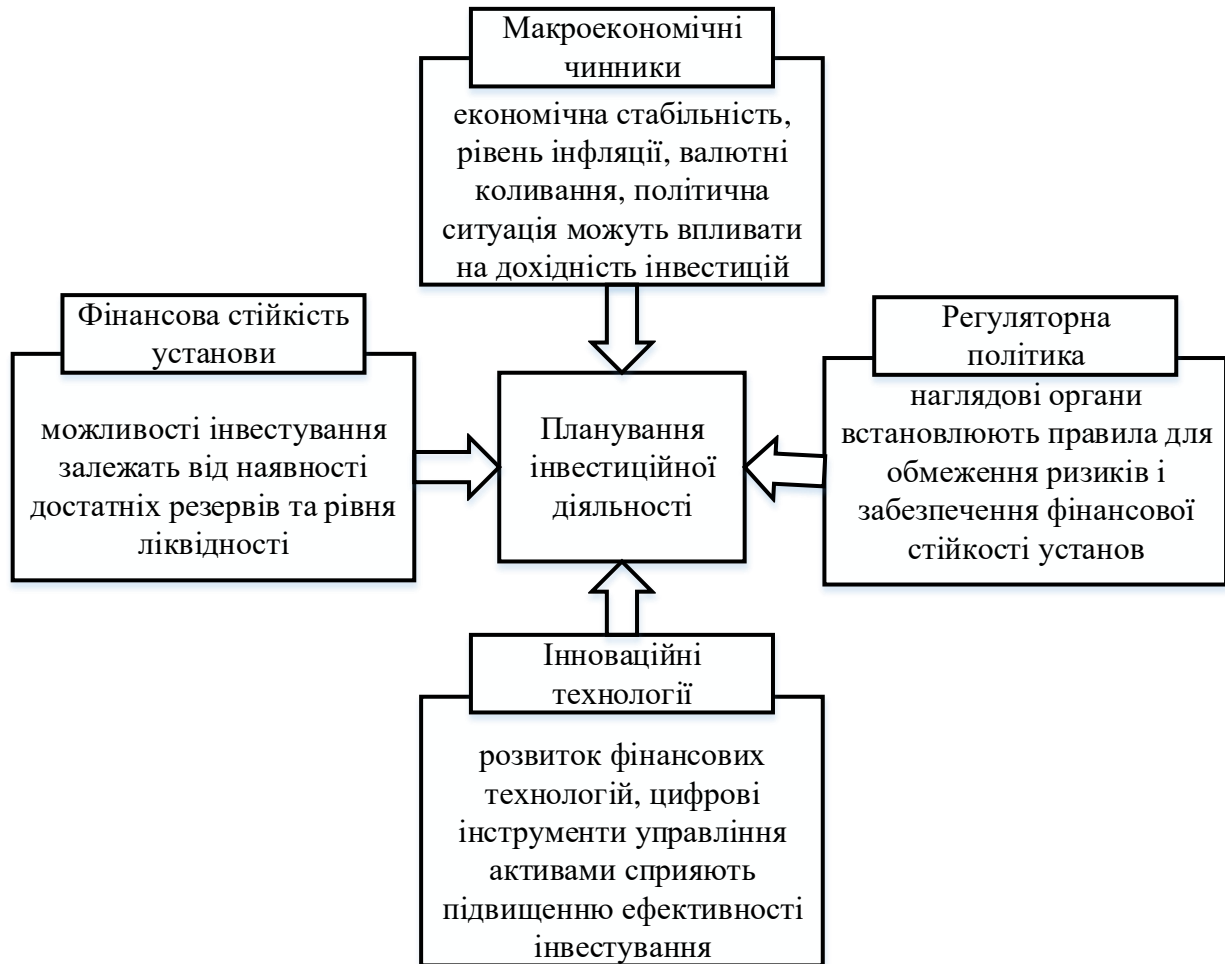 Макроекономічні
чинники
економічна стабільність,
рівень інфляції, валютні
коливання, політична
ситуація можуть впливати
на дохідність інвестицій
Фінансова стійкість
установи
можливості інвестування
залежать від наявності
достатніх резервів та рівня
ліквідності
Планування
інвестиційної
діяльності
Регуляторна
політика
наглядові органи
встановлюють правила для
обмеження ризиків і
забезпечення фінансової
стійкості установ
Інноваційні
технології
розвиток фінансових
технологій, цифрові
інструменти управління
активами сприяють
підвищенню ефективності
інвестування